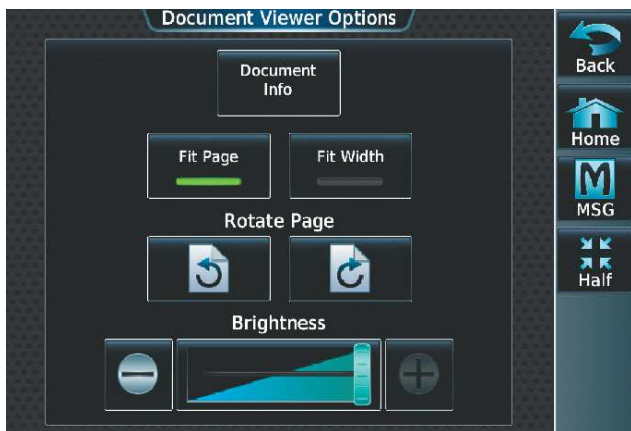 Document Viewer Options
Document
Info
Fit Page
Fit Width
Rotate Page
Brightness
Back
Home
MSG
Half